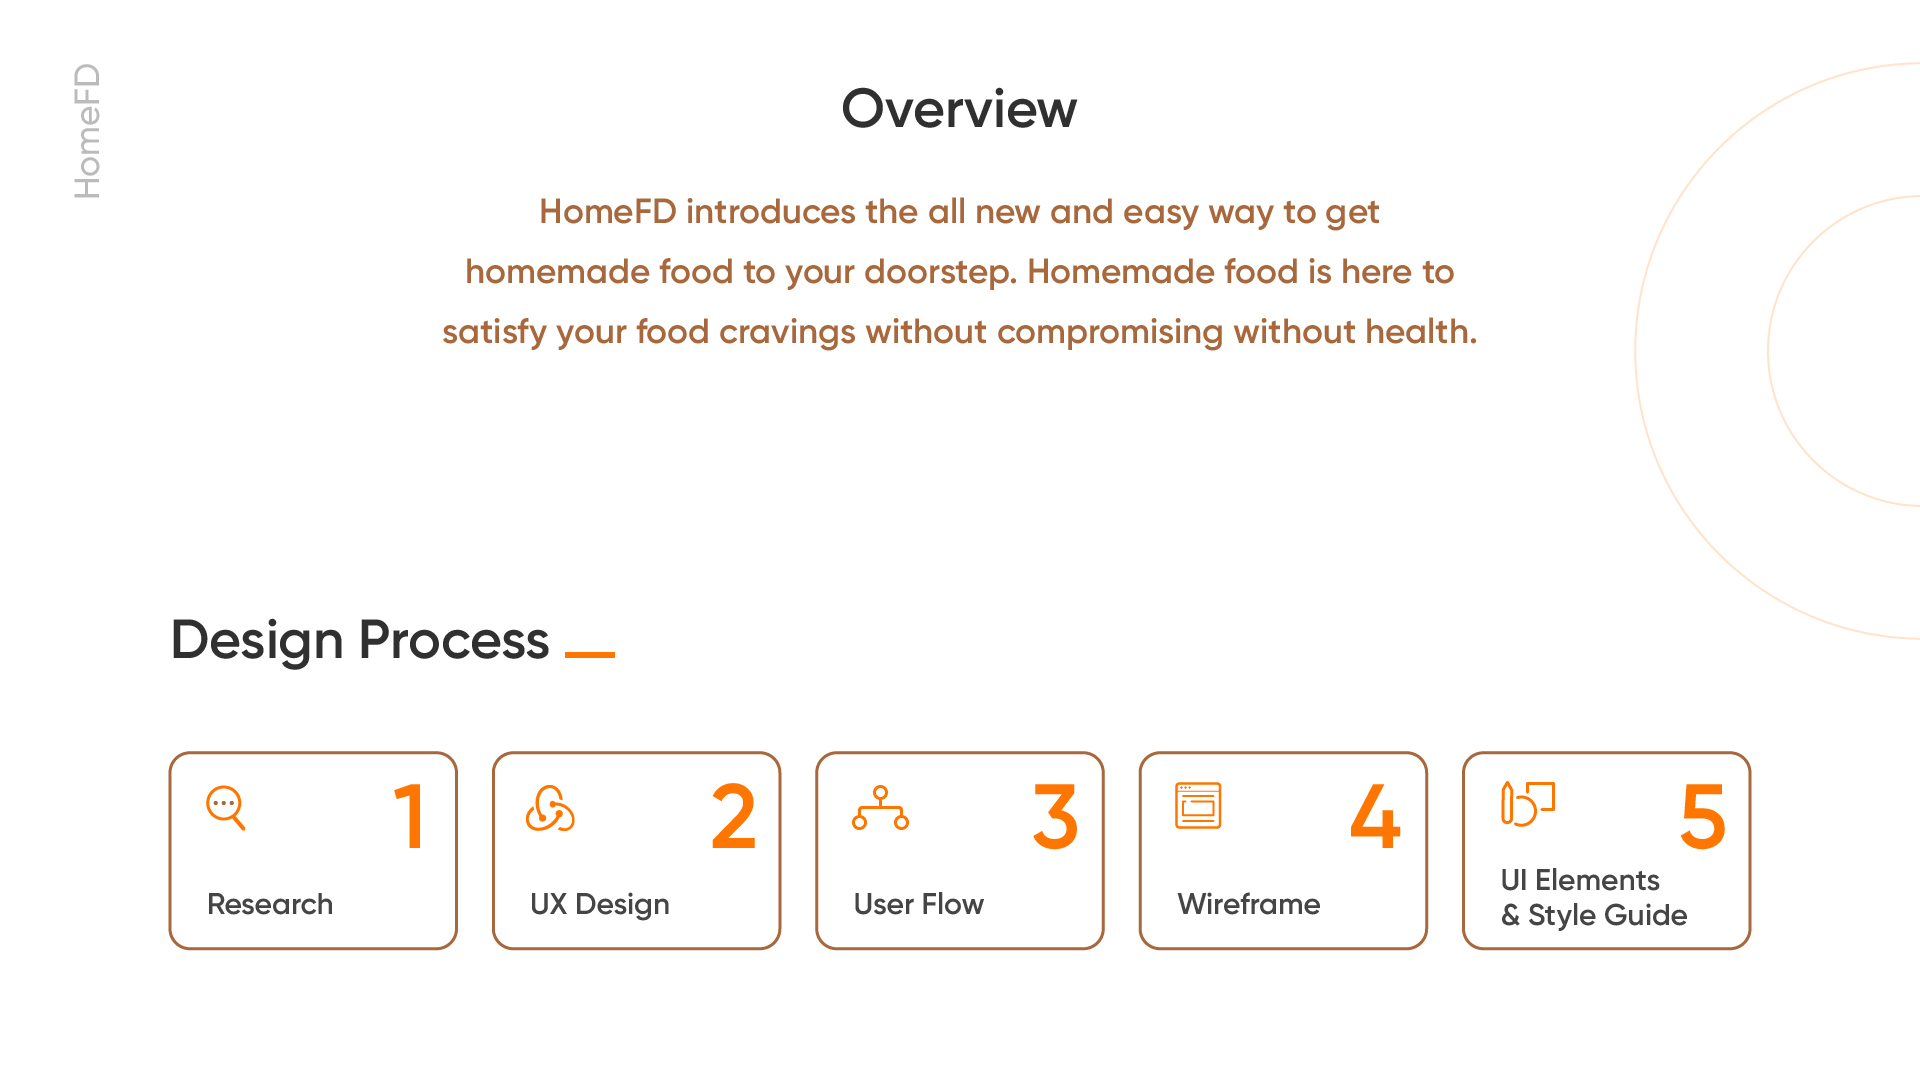 HomeFD
Overview
HomeFD introduces the all new and easy way to get
homemade food to your doorstep. Homemade food is here to
satisfy your food cravings without compromising without health.
Design Process
1
Research
2
UX Design
3
User Flow
4
Wireframe
5
UI Elements
& Style Guide